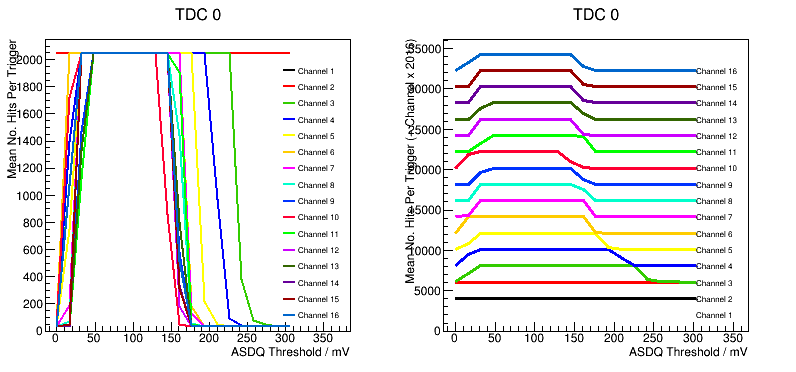 TDC 0
Mean No. Hits Per Trigger
2000
1800
1600
1400
1200
1000
800
600
400
200
0
0 50 100 150 200 250 300 350
ASDQ Threshold / mV
Channel 1
Channel 2
Channel 3
Channel 4
Channel 5
Channel 6
Channel 7
Channel 8
Channel 9
Channel 10
Channel 11
Channel 12
Channel 13
Channel 14
Channel 15
Channel 16
TDC 0
Mean No. Hits Per Trigger (+Channel x 2016)
35000
30000
25000
20000
15000
10000
5000
0
0 50 100 150 200 250 300 350
ASDQ Threshold / mV
Channel 16
Channel 15
Channel 14
Channel 13
Channel 12
Channel 11
Channel 10
Channel 9
Channel 8
Channel 7
Channel 6
Channel 5
Channel 4
Channel 3
Channel 2
Channel 1